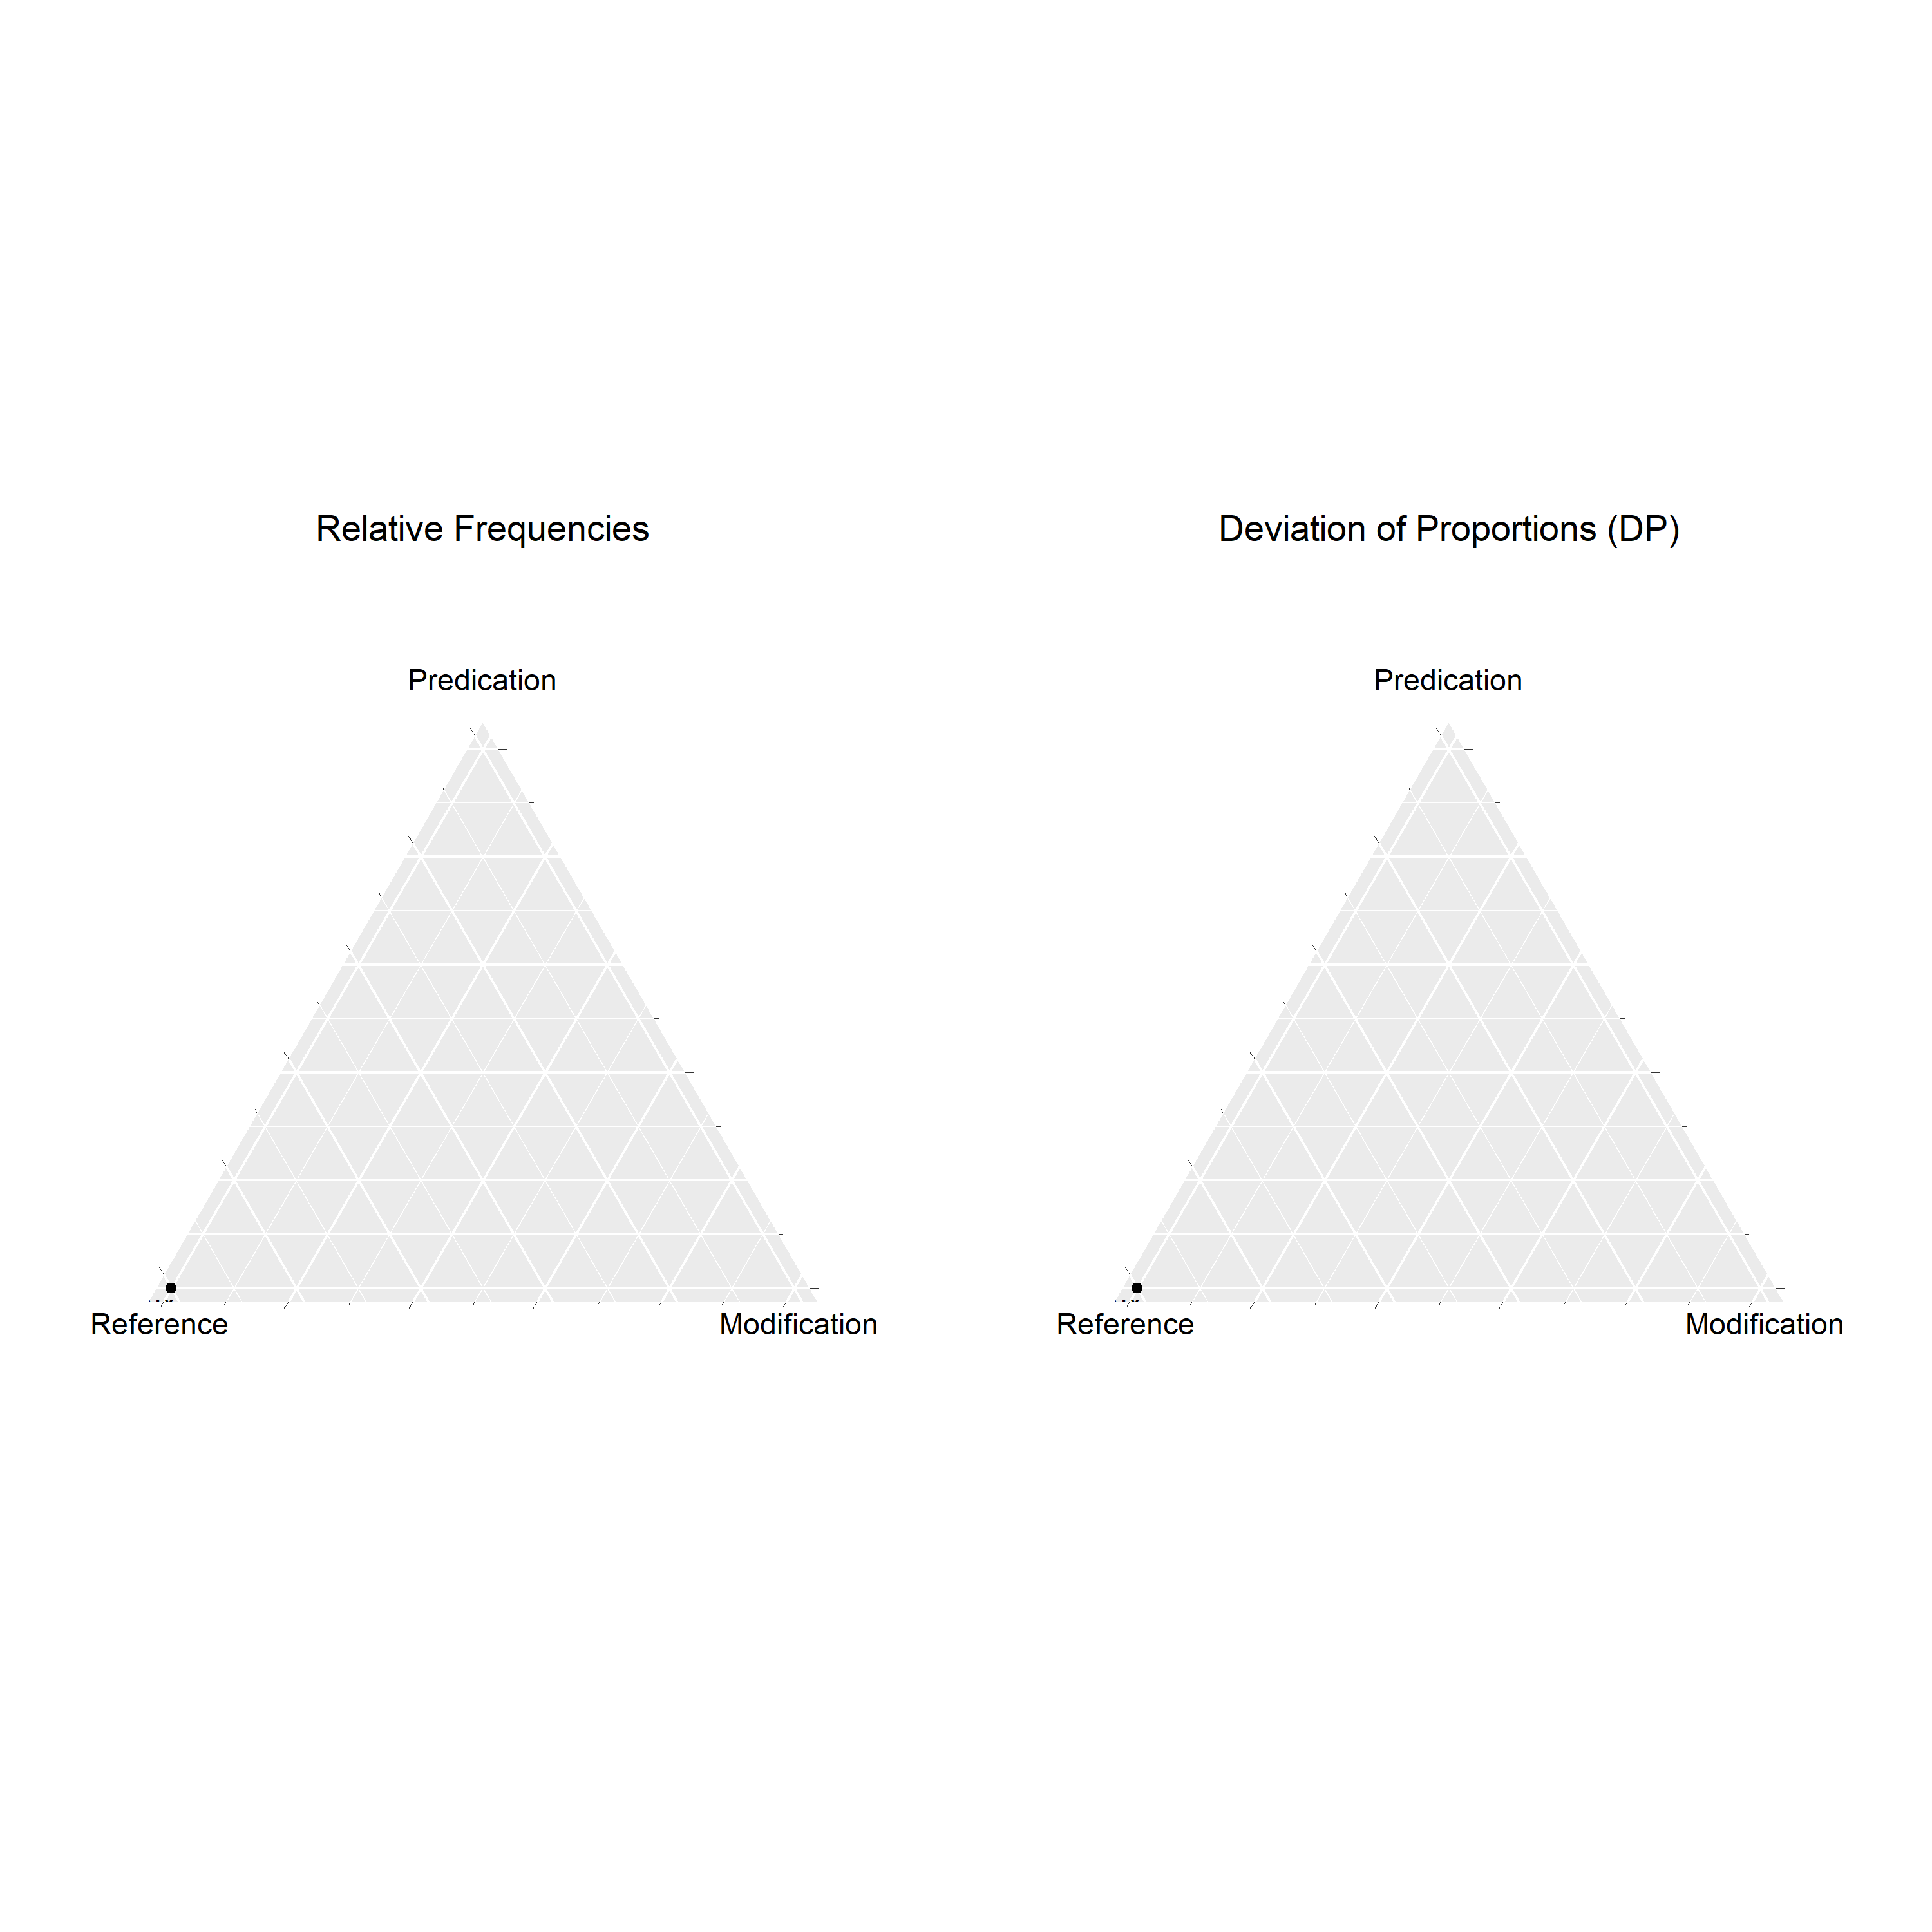 Relative Frequencies
Predication
Reference
Modification
Deviation of Proportions (DP)
Predication
Reference
Modification